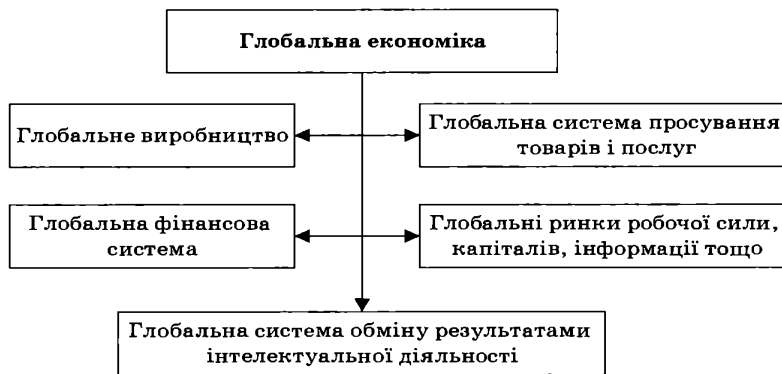 Глобальна економіка
Глобальне виробництво
Глобальна система просування
товарів і послуг
Глобальна фінансова
система
Глобальні ринки робочої сили,
капіталів, інформації тощо
Глобальна система обміну результатами
інтелектуальної діяльності